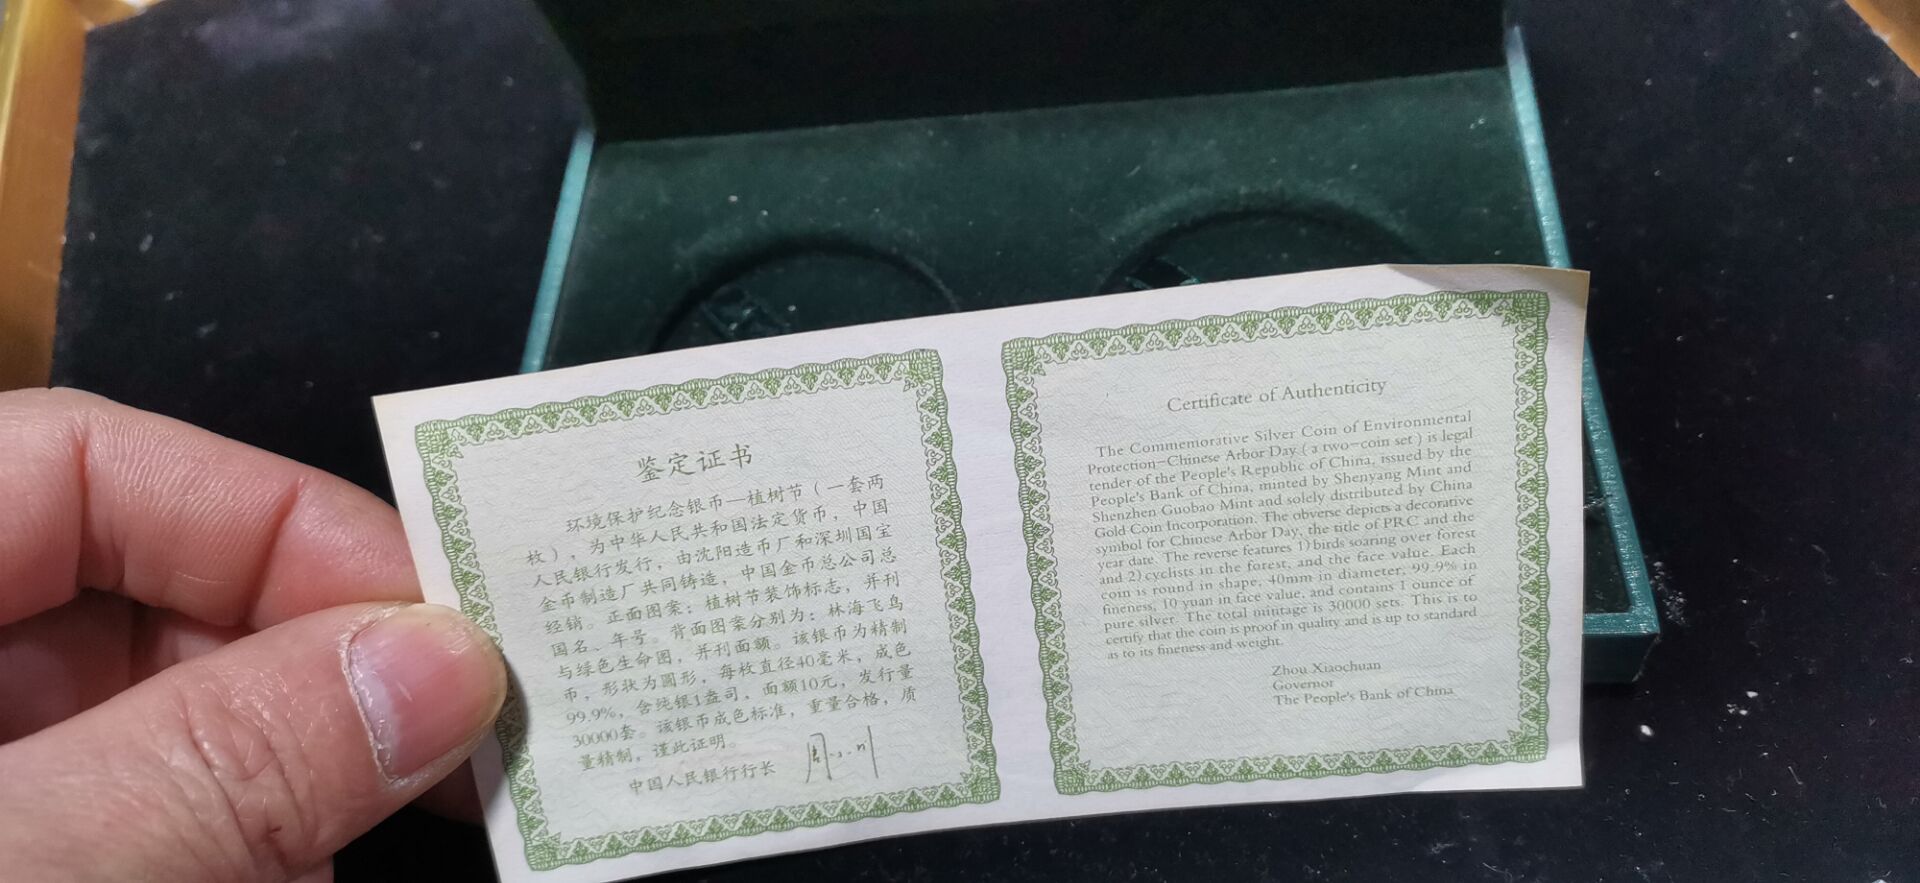 鉴定证书
环境保护纪念银币—植树节（一套两
枚），为中华人民共和国法定货币，中国
人民银行发行，由沈阳造币厂和深圳国宝
金币制造厂共同铸造，中国金币总公司总
经销。正面图案：植树节装饰标志，并刊
国名、年号。背面图案分别为：林海飞鸟
与绿色生命图，并刊面额。该银币为精制
币，形状为圆形，每枚直径40毫米，成色
99.9%，含纯银1盎司，面额10元，发行量
30000套。该银币成色标准，重量合格，质
量精制，谨此证明。
中国人民银行行长
Certificate of Authenticity
The Commemorative Silver Coin of Environmental
Protection—Chinese Arbor Day ( a two—coin set ) is legal
tender of the People's Republic of China, issued by the
People's Bank of China, minted by Shenyang Mint and
Shenzhen Guobao Mint and solely distributed by China
Gold Coin Incorporation. The obverse depicts a decorative
symbol for Chinese Arbor Day, the title of PRC and the
year date. The reverse features 1) birds soaring over forest
and 2) cyclists in the forest, and the face value. Each
coin is round in shape, 40mm in diameter, 99.9% in
fineness, 10 yuan in face value, and contains 1 ounce of
pure silver. The total mintage is 30000 sets. This is to
certify that the coin is proof in quality and is up to standard
as to its fineness and weight.
Zhou Xiaochuan
Governor
The People's Bank of China